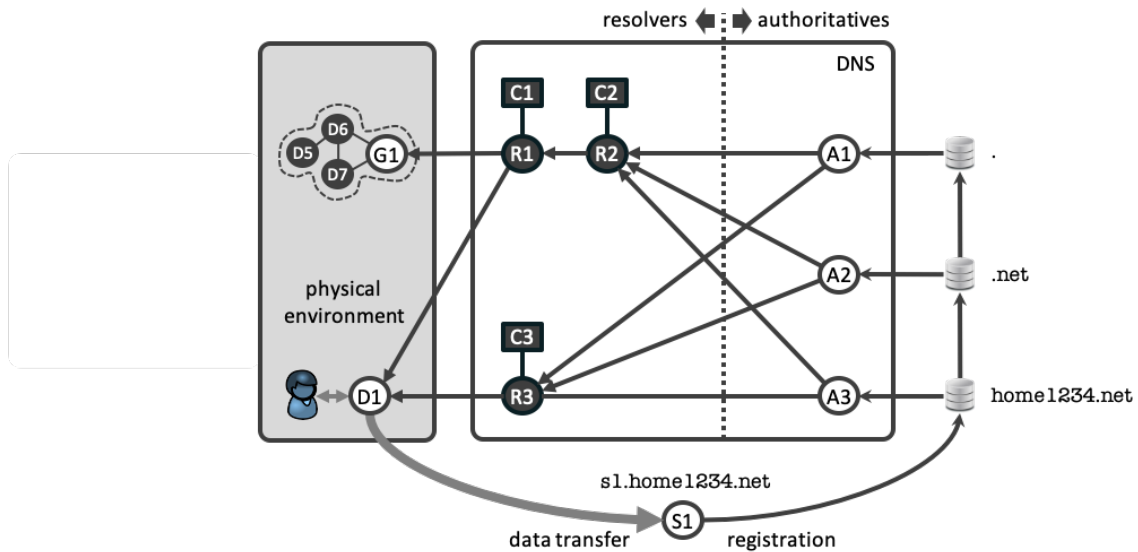 resolvers
authoritatives
DNS
C1
C2
D6
D5
G1
D7
R1
R2
A1
.
A2
.net
physical
environment
C3
D1
R3
A3
home1234.net
s1.home1234.net
S1
data transfer
registration